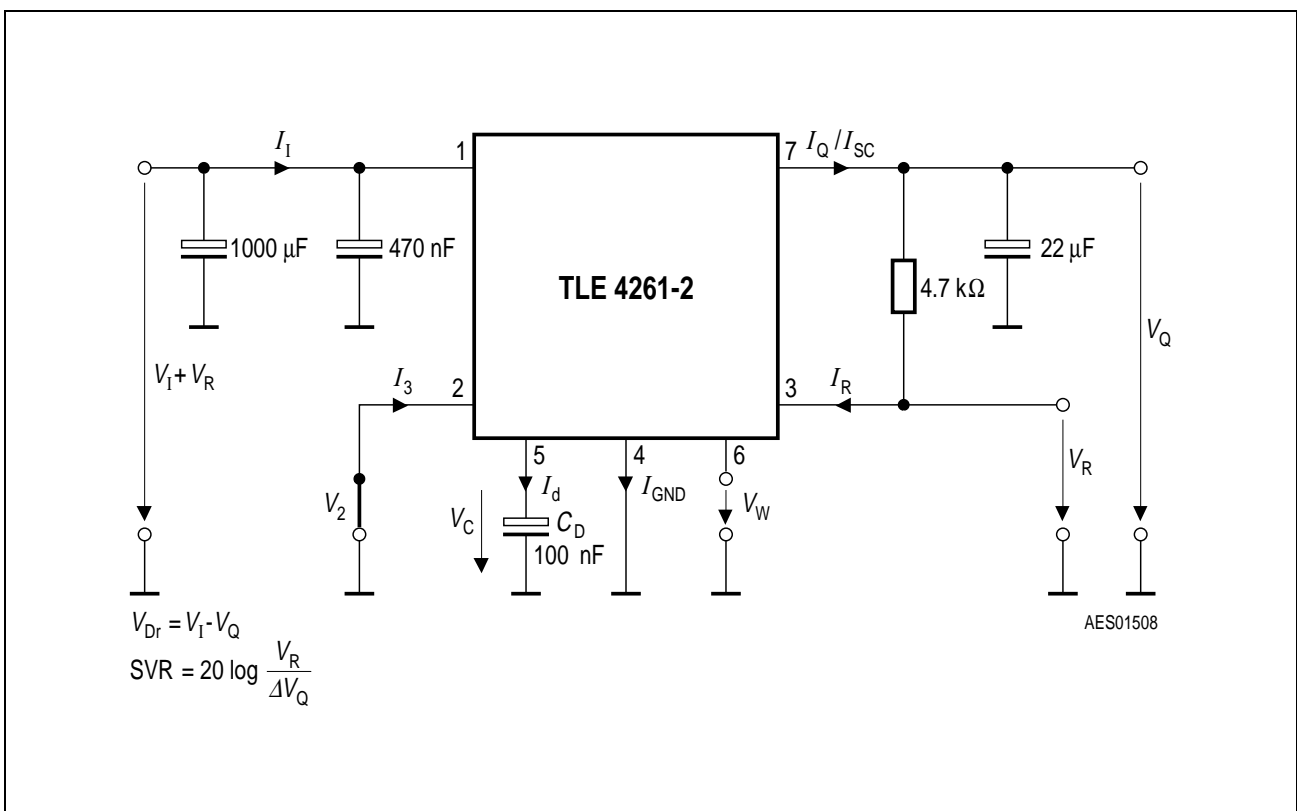 I_I
1
7
I_Q/I_SC
1000 µF
470 nF
TLE 4261-2
4.7 kΩ
22 µF
V_I+V_R
V_Q
I_3
2
3
I_R
5
4
6
V_2
V_C
I_d
I_GND
V_W
V_R
C_D
100 nF
V_Dr = V_I-V_Q
AES01508
SVR = 20 log V_R/ΔV_Q